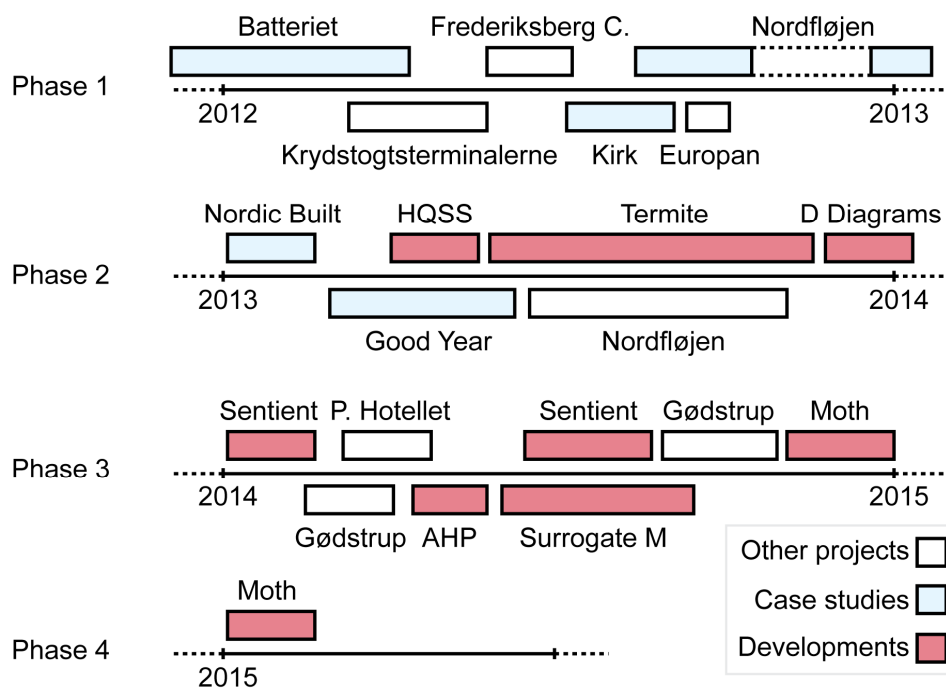 Batteriet Frederiksberg C. Nordfløjen
Phase 1
2012 2013
Krydstogtsterminalerne Kirk Europan
Nordic Built HQSS Termite D Diagrams
Phase 2
2013 2014
Good Year Nordfløjen
Sentient P. Hotellet Sentient Gødstrup Moth
Phase 3
2014 2015
Gødstrup AHP Surrogate M
Other projects
Case studies
Developments
Moth
Phase 4
2015